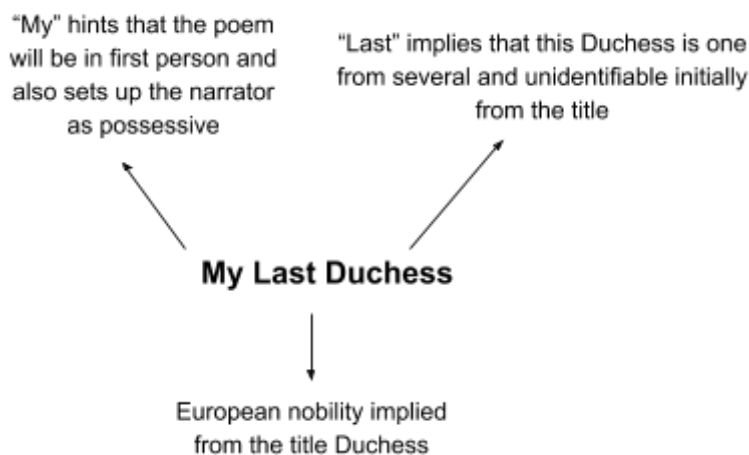 “My” hints that the poem
will be in first person and
also sets up the narrator
as possessive
“Last” implies that this Duchess is one
from several and unidentifiable initially
from the title
My Last Duchess
European nobility implied
from the title Duchess